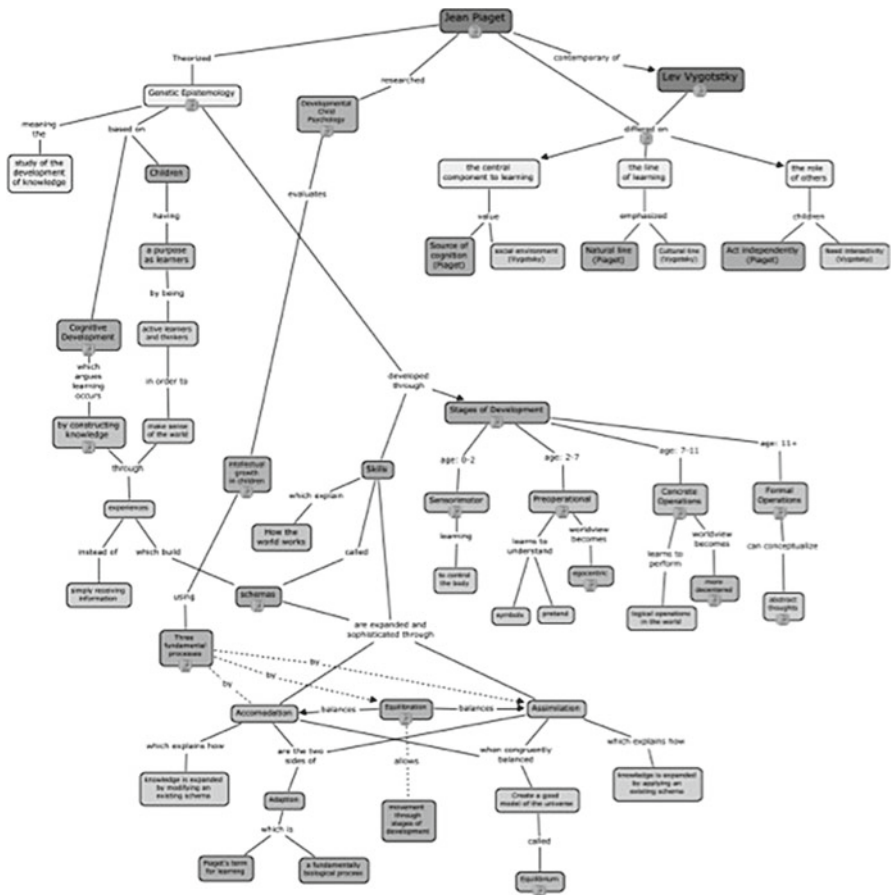 Jean Piaget
Theorized
researched
contemporary of
Lev Vygotstky
Genetic Epistemology
Developmental
Child
Psychology
meaning
the
based on
differed on
study of the
development
of knowledge
Children
the central
component to learning
the line
of learning
the role
of others
evaluates
having
value
emphasized
children
a purpose
as learners
Source of
cognition
(Piaget)
social environment
(Vygotsky)
Natural line
(Piaget)
Cultural line
(Vygotsky)
Act independently
(Piaget)
Need interactivity
(Vygotsky)
by being
Cognitive
Development
active learners
and thinkers
which
argues
learning
occurs
in order to
developed
through
Stages of Development
by constructing
knowledge
make sense
of the world
through
age: 0-2
age: 2-7
age: 7-11
age: 11+
intellectual
growth
in children
Skills
which explain
Sensorimotor
Preoperational
Concrete
Operations
Formal
Operations
experiences
How the
world works
learning
learns to
understand
worldview
becomes
learns to
perform
worldview
becomes
can conceptualize
instead of
which build
called
to control
the body
egocentric
more
decentered
simply receiving
information
using
schemas
symbols
pretend
logical operations
in the world
abstract
thoughts
are expanded and
sophisticated through
Three
fundamental
processes
by
by
by
Accomadation
balances
Equilibration
balances
Assimilation
which explains how
are the two
sides of
allows
when congruently
balanced
which explains how
knowledge is expanded
by modifying an
existing schema
Adaption
movement
through
stages of
development
Create a good
model of the universe
knowledge is expanded
by applying an
existing schema
which is
called
Piaget's term
for learning
a fundamentally
biological process
Equilibrium